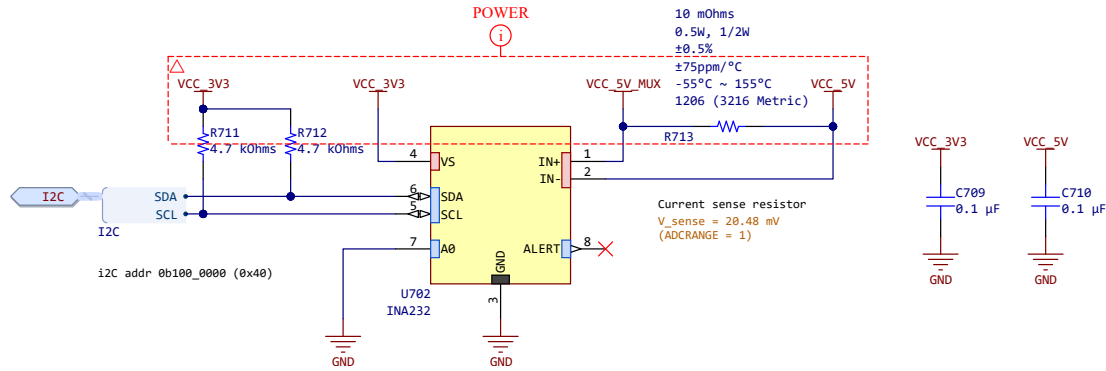 POWER
i
10 mOhms
0.5W, 1/2W
±0.5%
±75ppm/°C
-55°C ~ 155°C
1206 (3216 Metric)
VCC_3V3
VCC_3V3
VCC_5V_MUX
VCC_5V
R711
4.7 kOhms
R712
4.7 kOhms
R713
4
VS
IN+
1
IN-
2
I2C
SDA
SCL
I2C
6
SDA
5
SCL
7
A0
ALERT
8
GND
3
U702
INA232
Current sense resistor
V_sense = 20.48 mV
(ADCRANGE = 1)
i2C addr 0b100_0000 (0x40)
GND
GND
VCC_3V3
C709
0.1 µF
GND
VCC_5V
C710
0.1 µF
GND